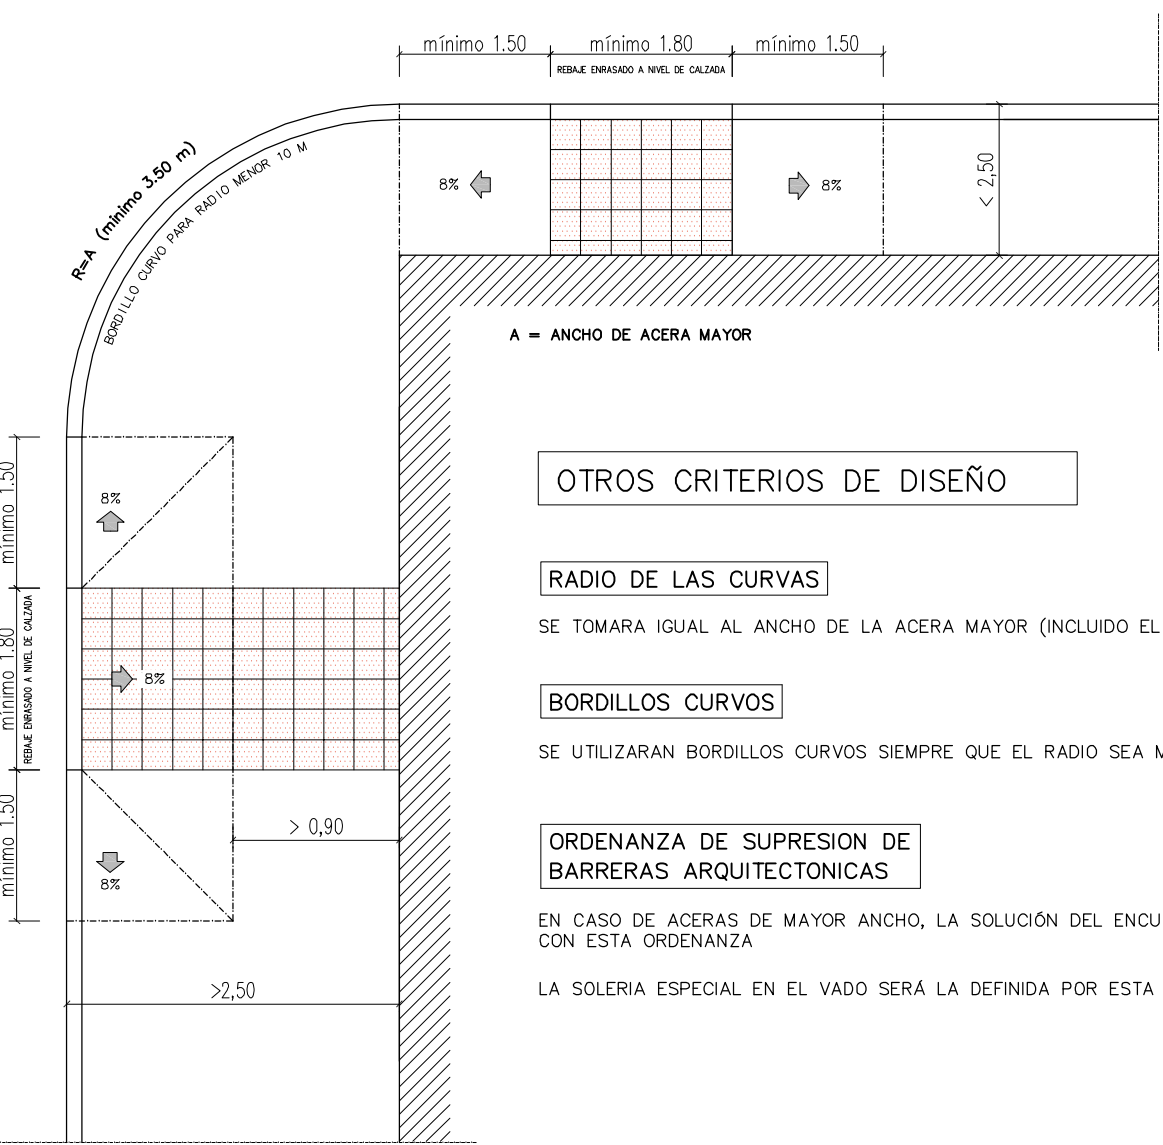 mínimo 1.50
mínimo 1.80
mínimo 1.50
REBAJE ENRASADO A NIVEL DE CALZADA
R=A (mínimo 3.50 m)
BORDILLO CURVO PARA RADIO MENOR 10 M
8%
8%
< 2,50
A = ANCHO DE ACERA MAYOR
mínimo 1.50
8%
OTROS CRITERIOS DE DISEÑO
RADIO DE LAS CURVAS
SE TOMARA IGUAL AL ANCHO DE LA ACERA MAYOR (INCLUIDO EL
mínimo 1.80
REBAJE ENRASADO A NIVEL DE CALZADA
8%
BORDILLOS CURVOS
SE UTILIZARAN BORDILLOS CURVOS SIEMPRE QUE EL RADIO SEA
mínimo 1.50
> 0,90
8%
ORDENANZA DE SUPRESION DE
BARRERAS ARQUITECTONICAS
EN CASO DE ACERAS DE MAYOR ANCHO, LA SOLUCIÓN DEL ENCU
CON ESTA ORDENANZA
>2,50
LA SOLERIA ESPECIAL EN EL VADO SERÁ LA DEFINIDA POR ESTA